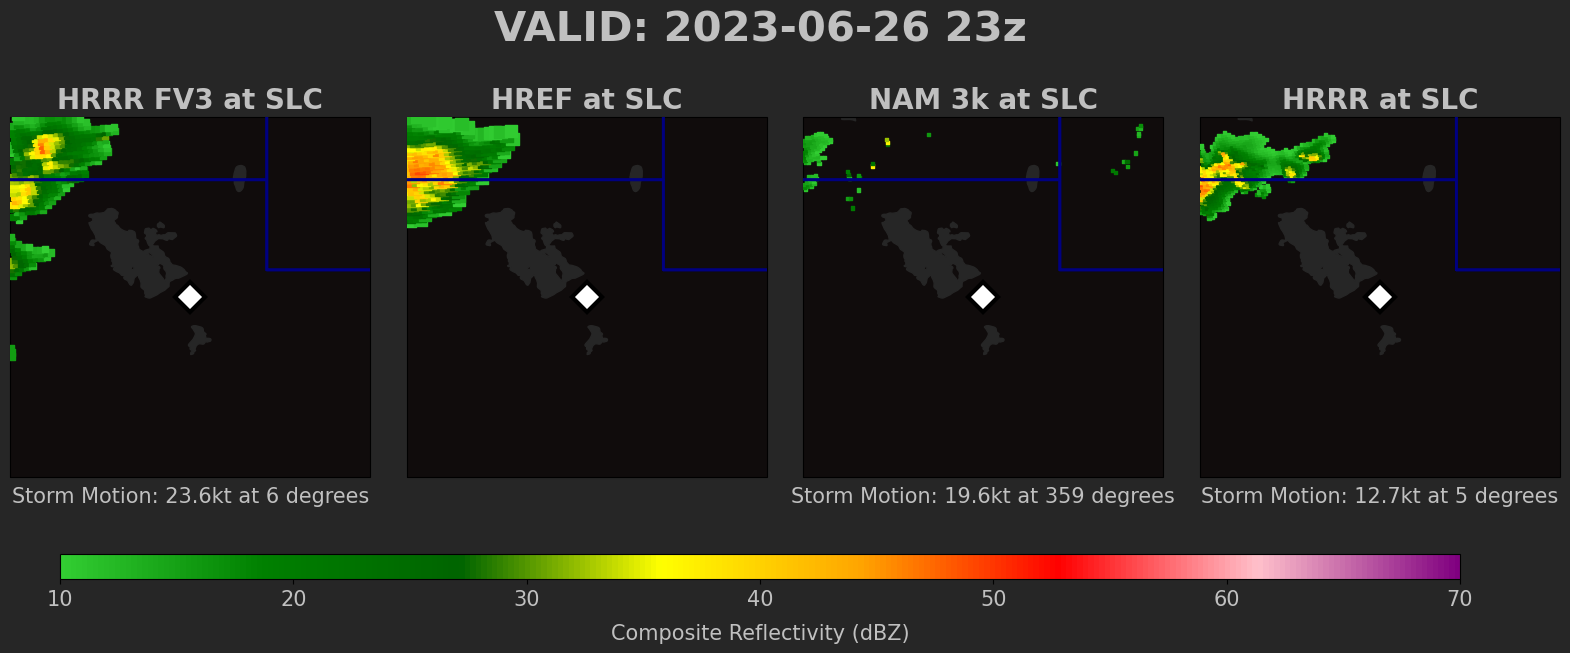 VALID: 2023-06-26 23z
HRRR FV3 at SLC
HREF at SLC
NAM 3k at SLC
HRRR at SLC
Storm Motion: 23.6kt at 6 degrees
Storm Motion: 19.6kt at 359 degrees
Storm Motion: 12.7kt at 5 degrees
10 20 30 40 50 60 70
Composite Reflectivity (dBZ)